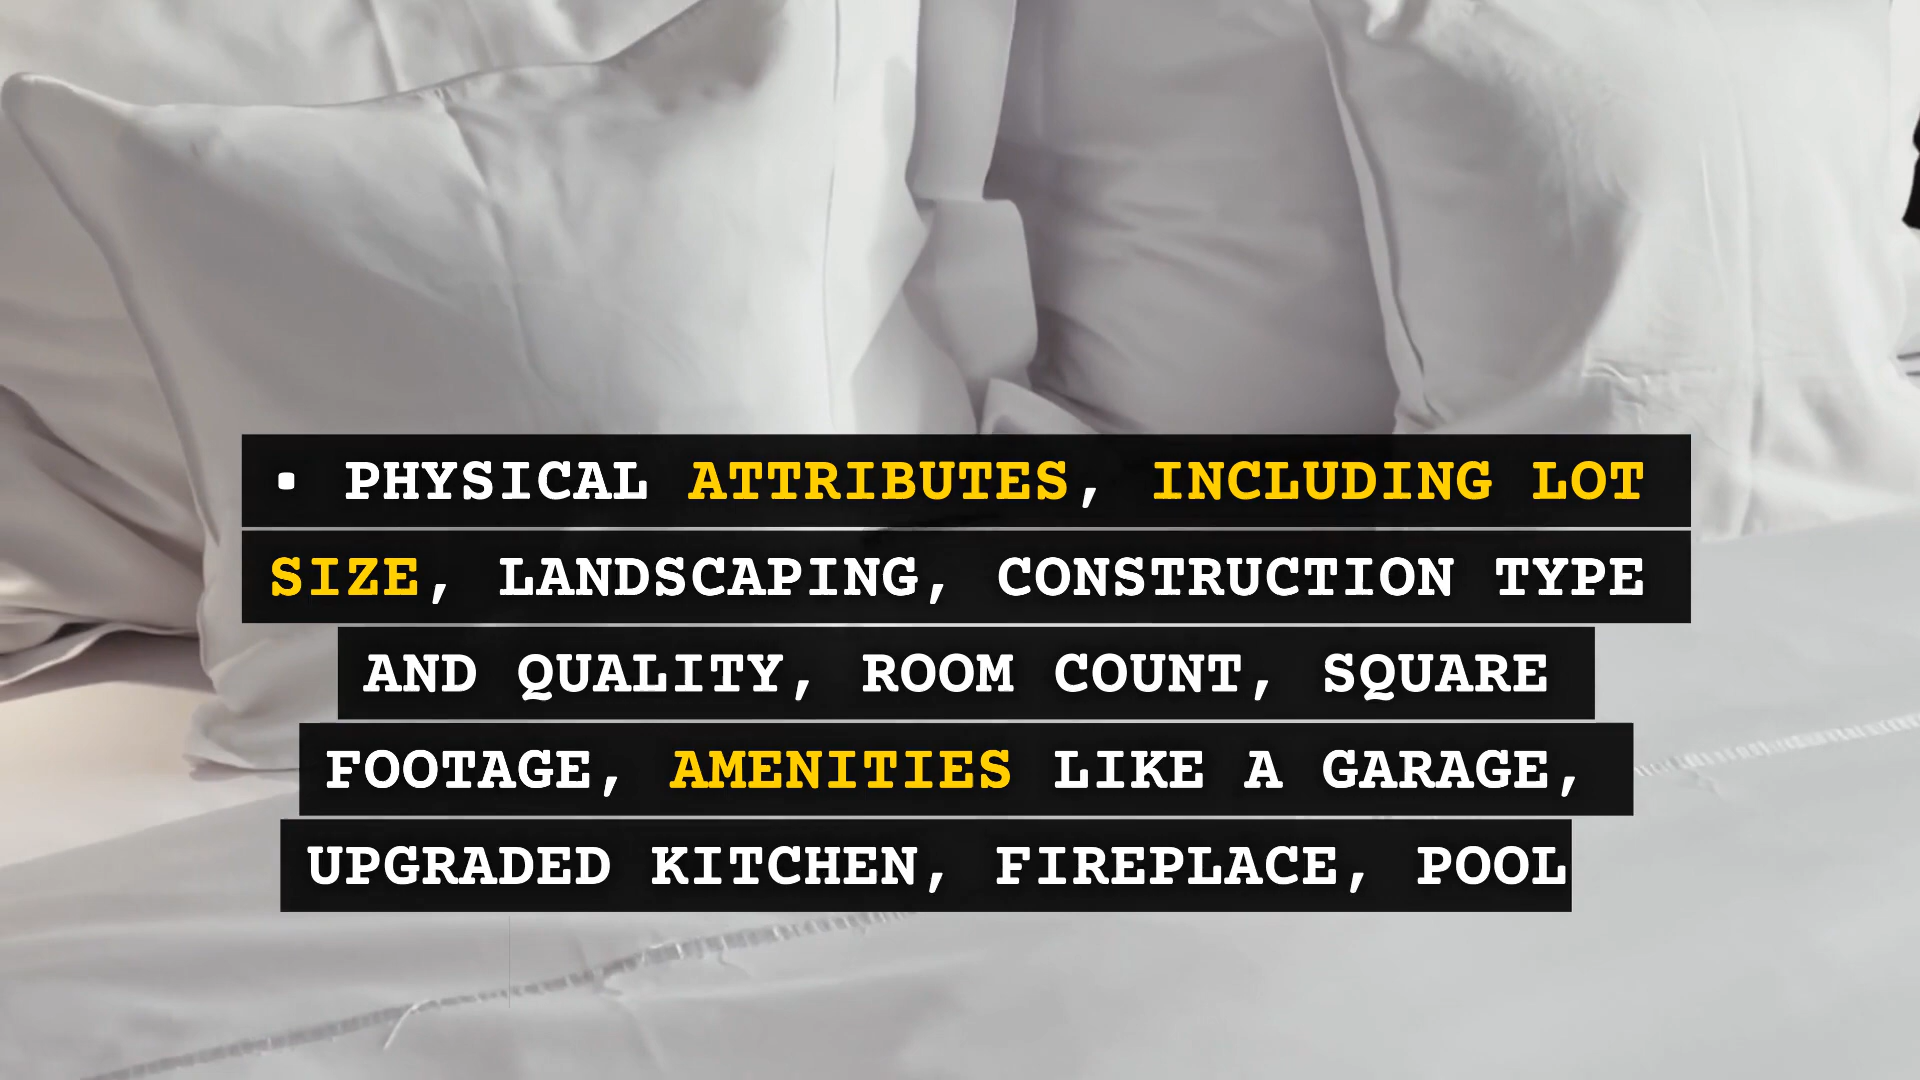 ▪ PHYSICAL ATTRIBUTES, INCLUDING LOT
SIZE, LANDSCAPING, CONSTRUCTION TYPE
AND QUALITY, ROOM COUNT, SQUARE
FOOTAGE, AMENITIES LIKE A GARAGE,
UPGRADED KITCHEN, FIREPLACE, POOL